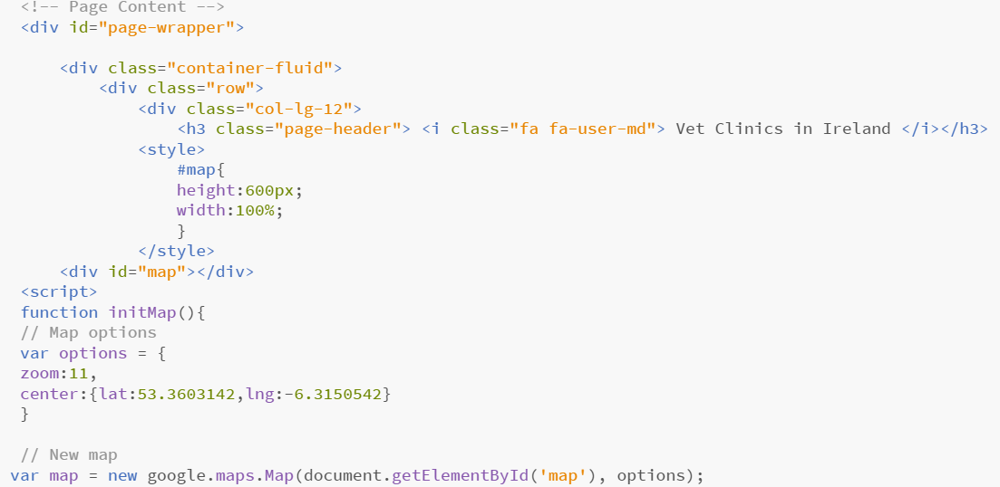 <!-- Page Content -->
<div id="page-wrapper">
<div class="container-fluid">
<div class="row">
<div class="col-lg-12">
<h3 class="page-header"> <i class="fa fa-user-md"> Vet Clinics in Ireland </i></h3>
<style>
#map{
height:600px;
width:100%;
}
</style>
<div id="map"></div>
<script>
function initMap(){
// Map options
var options = {
zoom:11,
center:{lat:53.3603142,lng:-6.3150542}
}
// New map
var map = new google.maps.Map(document.getElementById('map'), options);